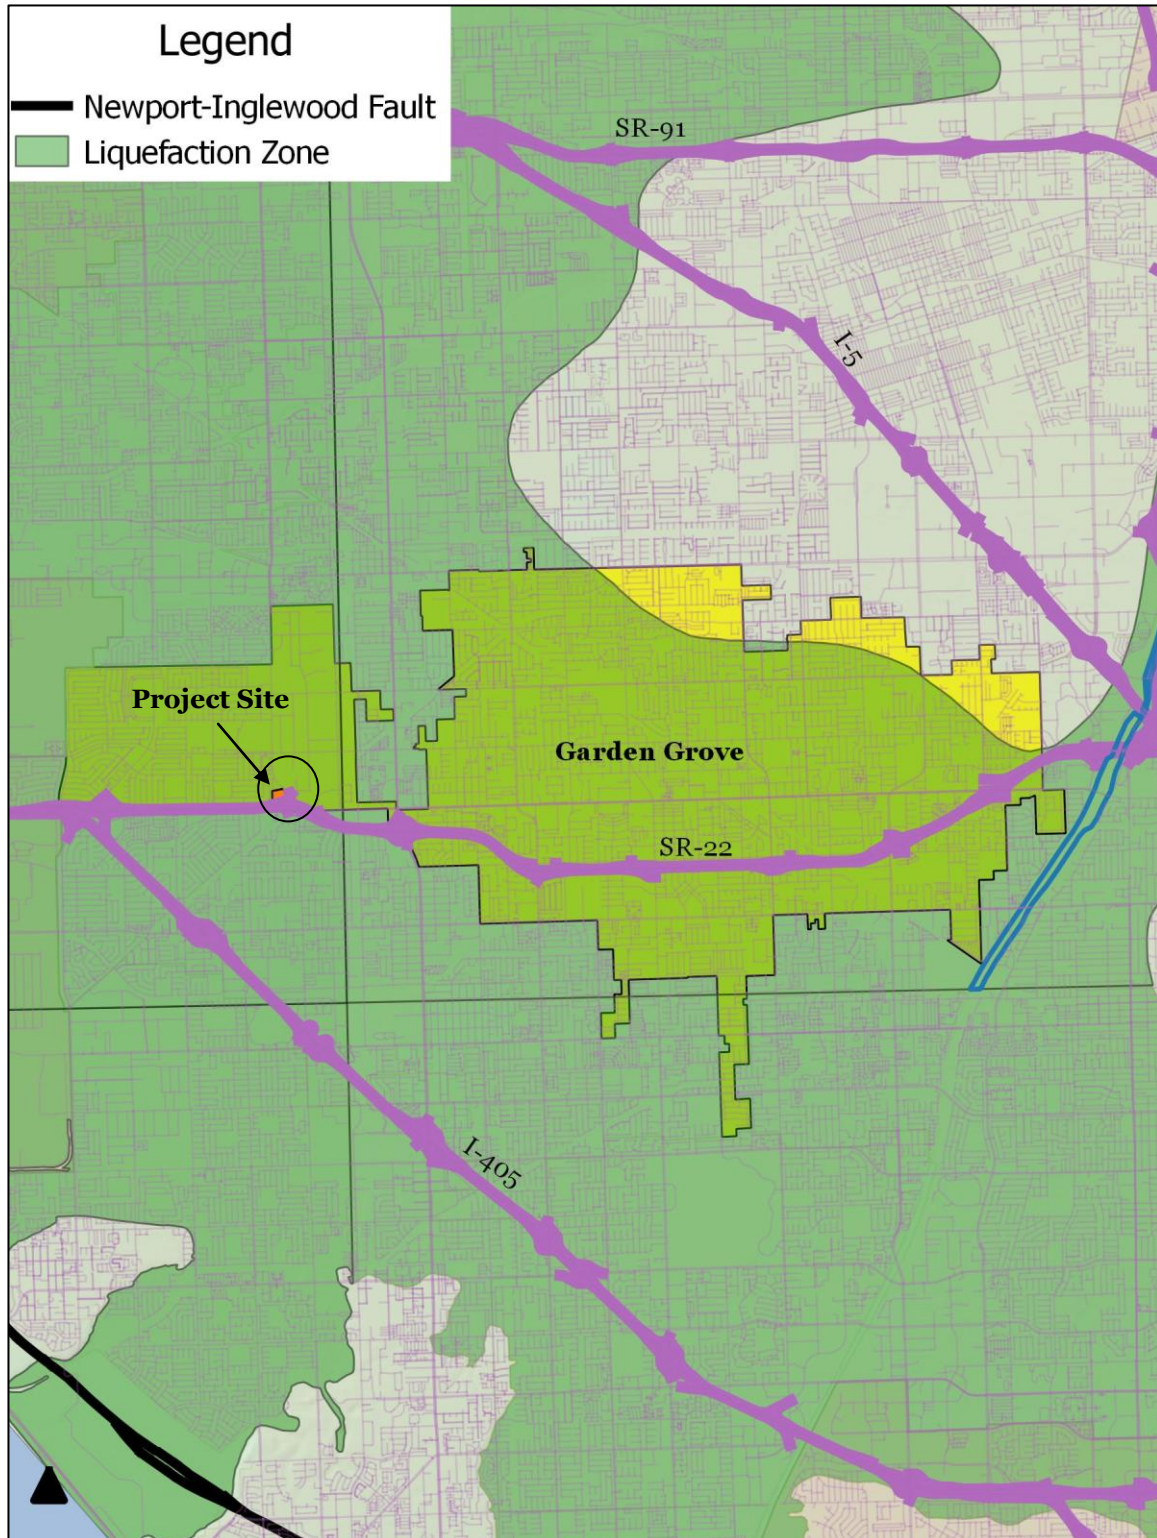 Legend
Newport-Inglewood Fault
Liquefaction Zone
SR-91
I-5
Project Site
Garden Grove
SR-22
I-405